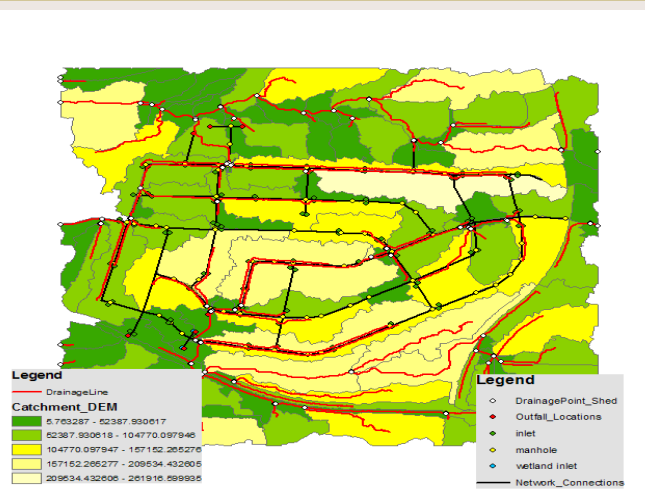 Legend
DrainageLine
Catchment_DEM
5.763287 - 52387.930617
52387.930618 - 104770.097946
104770.097947 - 157152.265276
157152.265277 - 209534.432605
209534.432606 - 261916.599935
Legend
DrainagePoint_Shed
Outfall_Locations
inlet
manhole
wetland inlet
Network_Connections